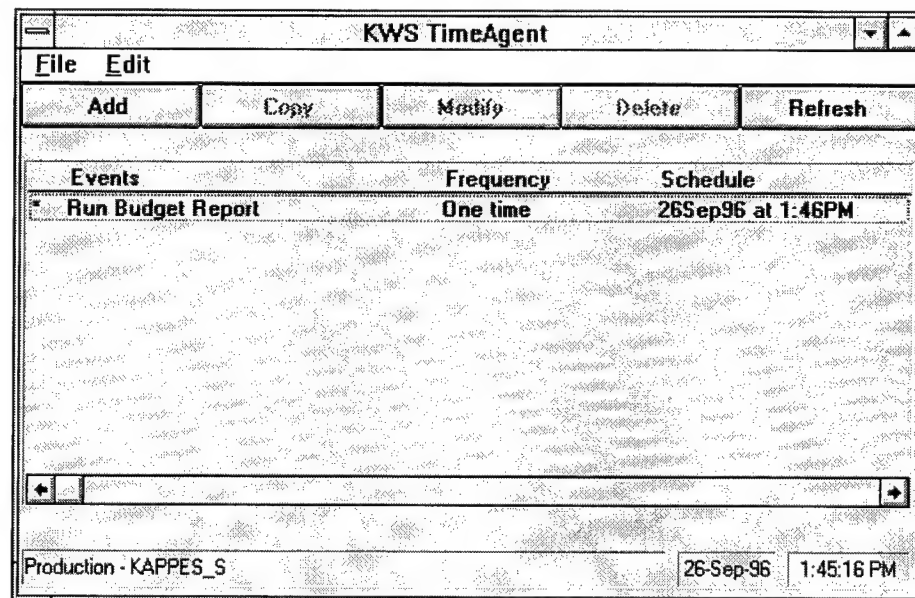 KWS TimeAgent
File Edit
Add Copy Modify Delete Refresh
Events Frequency Schedule
* Run Budget Report One time 26Sep96 at 1:46PM
Production - KAPPES_S 26-Sep-96 1:45:16 PM